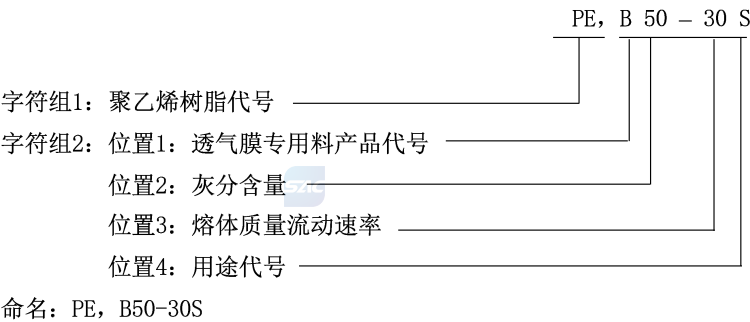 PE，B 50 – 30 S
字符组1：聚乙烯树脂代号
字符组2：位置1：透气膜专用料产品代号
位置2：灰分含量
SZIC
位置3：熔体质量流动速率
位置4：用途代号
命名：PE，B50-30S